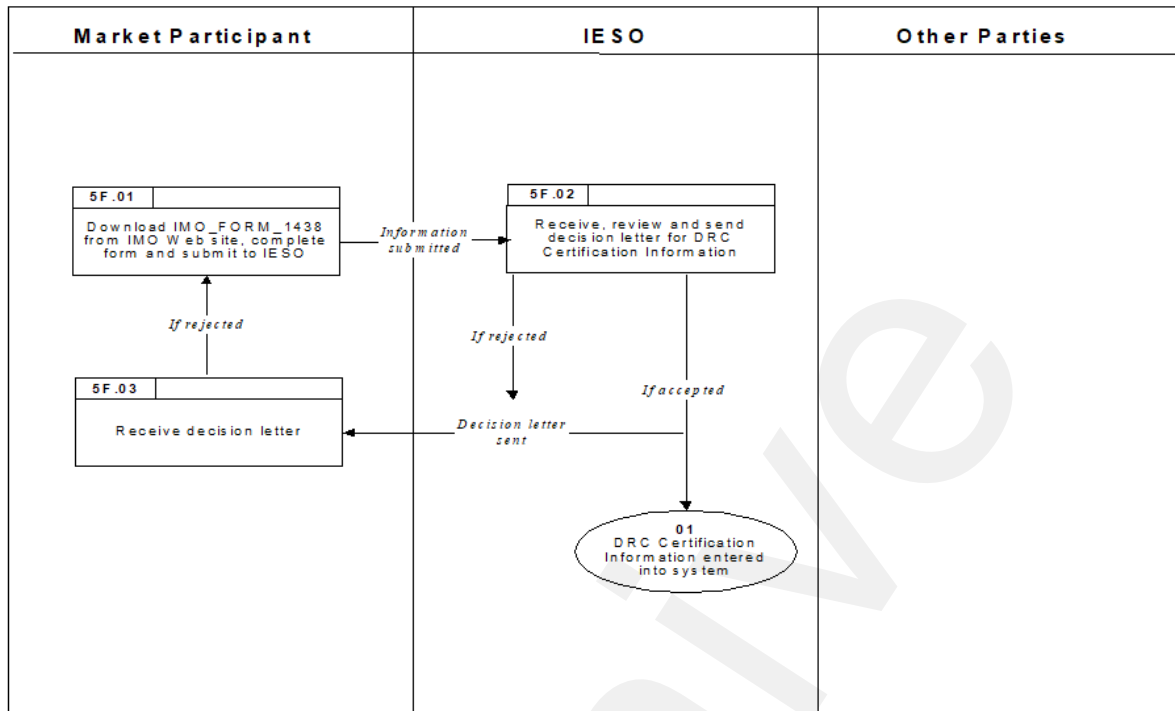 Market Participant
IESO
Other Parties
5F.01
Download IMO_FORM_1438
from IMO Web site, complete
form and submit to IESO
Information
submitted
5F.02
Receive, review and send
decision letter for DRC
Certification Information
If rejected
If rejected
If accepted
5F.03
Receive decision letter
Decision letter
sent
01
DRC Certification
Information entered
into system